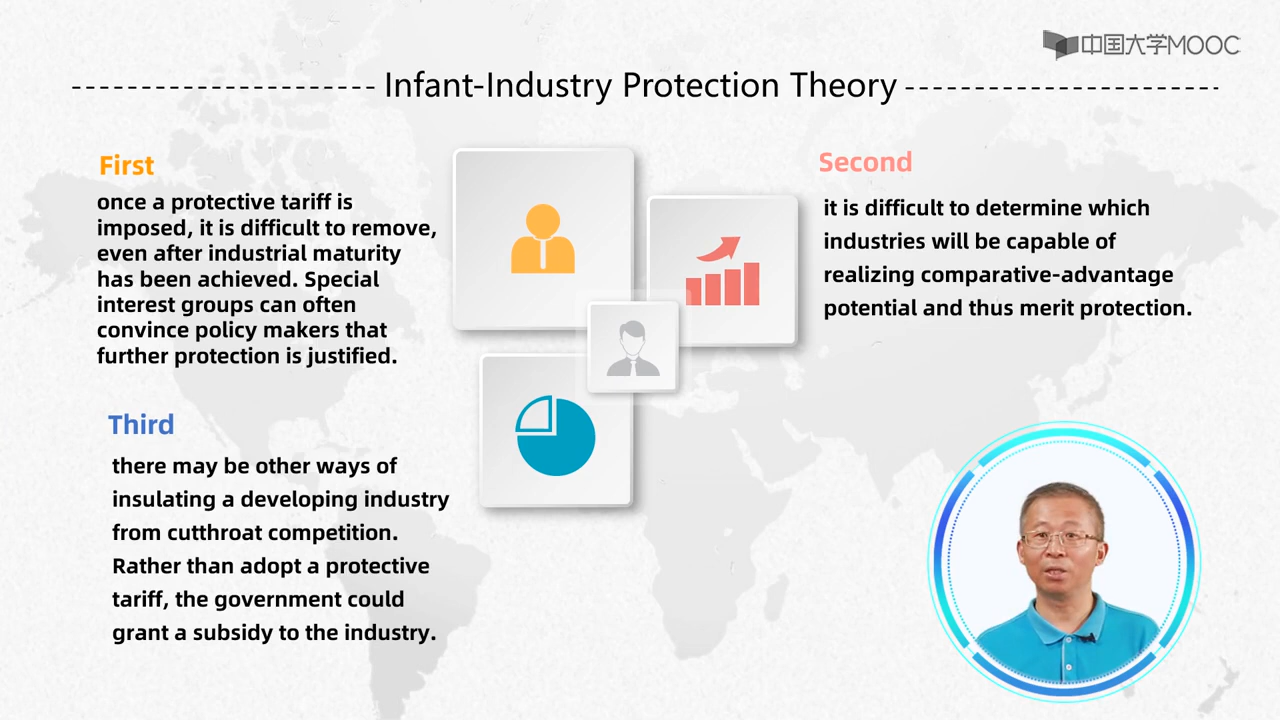 中国大学MOOC
Infant-Industry Protection Theory
First
once a protective tariff is
imposed, it is difficult to remove,
even after industrial maturity
has been achieved. Special
interest groups can often
convince policy makers that
further protection is justified.
Second
it is difficult to determine which
industries will be capable of
realizing comparative-advantage
potential and thus merit protection.
Third
there may be other ways of
insulating a developing industry
from cutthroat competition.
Rather than adopt a protective
tariff, the government could
grant a subsidy to the industry.